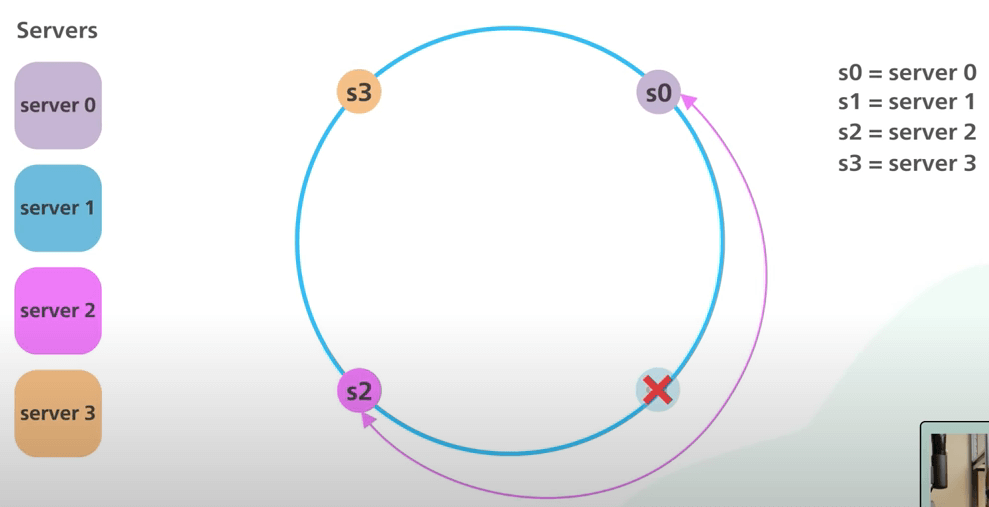 Servers
server 0
server 1
server 2
server 3
s3
s0
s2
s0 = server 0
s1 = server 1
s2 = server 2
s3 = server 3